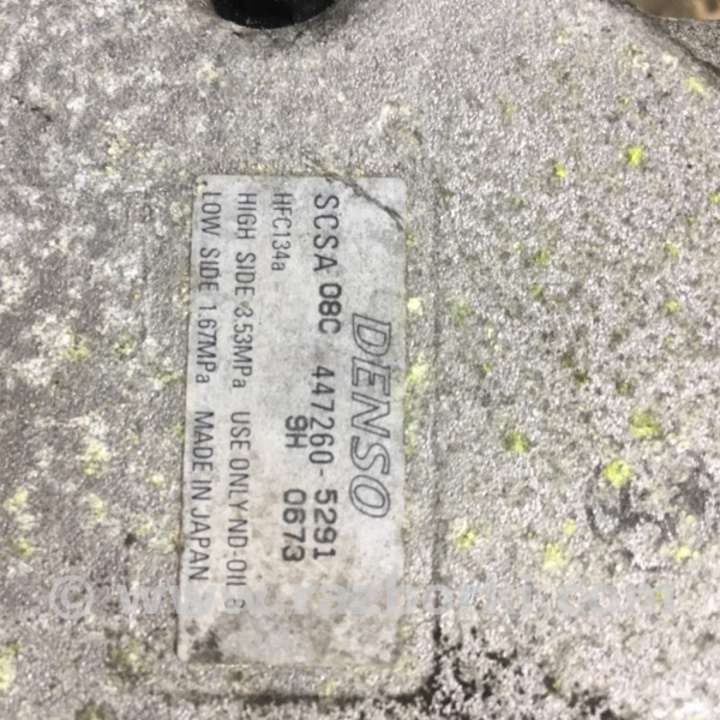 DENSO
SCSA 08C 447260-5291
HFC134a 9H 0673
HIGH SIDE 3.53MPa USE ONLY ND-OIL 8
LOW SIDE 1.67MPa MADE IN JAPAN